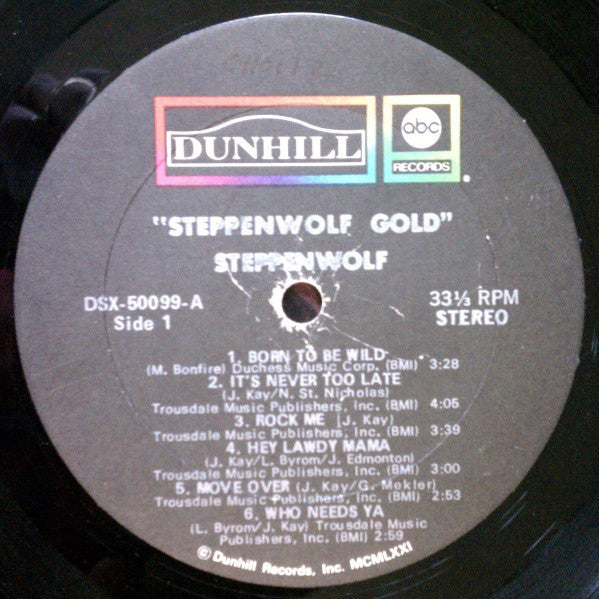 DUNHILL
abc
RECORDS
"STEPPENWOLF GOLD"
STEPPENWOLF
DSX-50099-A
Side 1
33⅓ RPM
STEREO
1. BORN TO BE WILD
(M. Bonfire) Duchess Music Corp. (BMI) 3:28
2. IT'S NEVER TOO LATE
(J. Kay/N. St. Nicholas)
Trousdale Music Publishers, Inc. (BMI) 4:05
3. ROCK ME (J. Kay)
Trousdale Music Publishers, Inc. (BMI) 3:39
4. HEY LAWDY MAMA
(J. Kay/L. Byrom/J. Edmonton)
Trousdale Music Publishers, Inc. (BMI) 3:00
5. MOVE OVER (J. Kay/G. Mekler)
Trousdale Music Publishers, Inc. (BMI) 2:53
6. WHO NEEDS YA
(L. Byrom/J. Kay) Trousdale Music
Publishers, Inc. (BMI) 2:59
© Dunhill Records, Inc. MCMLXXI